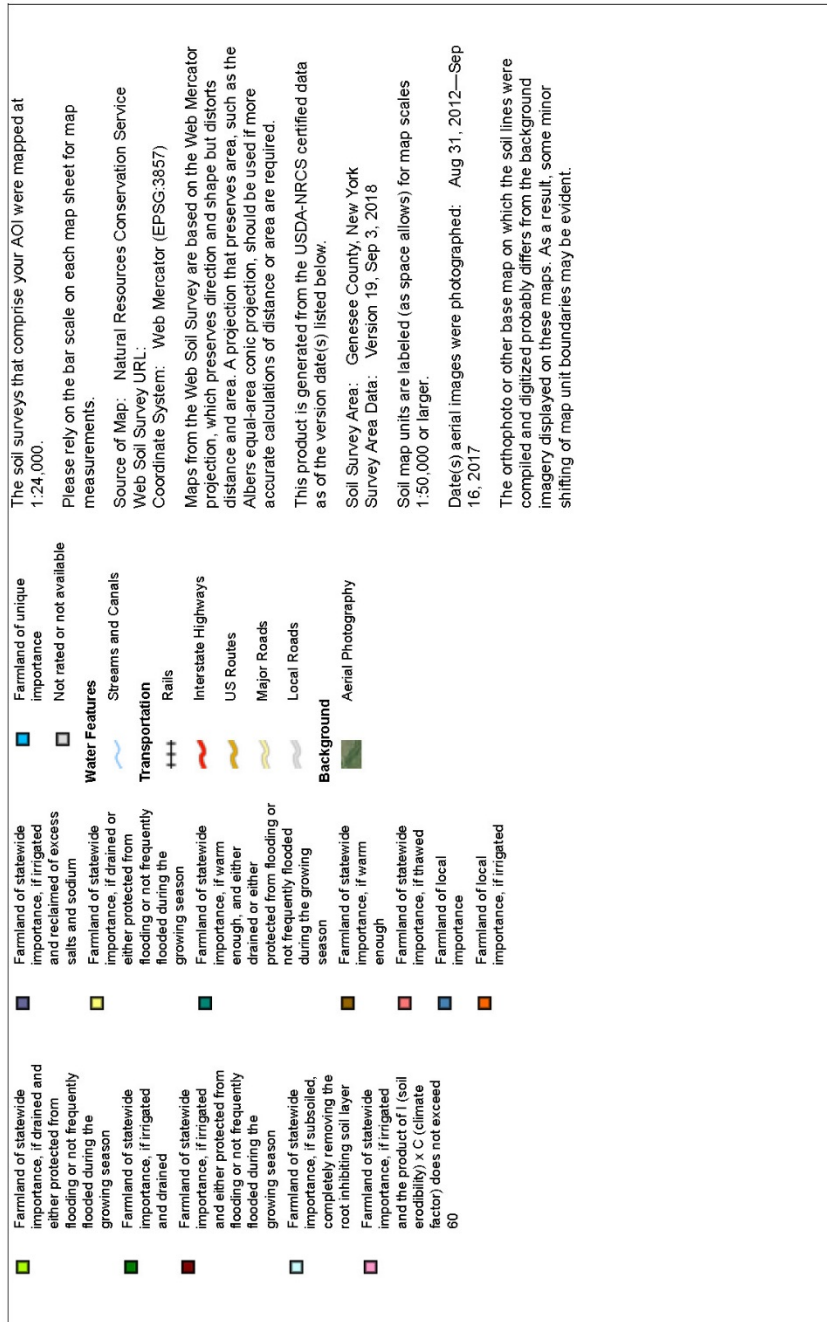 Farmland of statewide
importance, if drained and
either protected from
flooding or not frequently
flooded during the
growing season
Farmland of statewide
importance, if irrigated
and drained
Farmland of statewide
importance, if irrigated
and either protected from
flooding or not frequently
flooded during the
growing season
Farmland of statewide
importance, if subsoiled,
completely removing the
root inhibiting soil layer
Farmland of statewide
importance, if irrigated
and the product of I (soil
erodibility) x C (climate
factor) does not exceed
60
Farmland of statewide
importance, if irrigated
and reclaimed of excess
salts and sodium
Farmland of statewide
importance, if drained or
either protected from
flooding or not frequently
flooded during the
growing season
Farmland of statewide
importance, if warm
enough, and either
drained or either
protected from flooding or
not frequently flooded
during the growing
season
Farmland of statewide
importance, if warm
enough
Farmland of statewide
importance, if thawed
Farmland of local
importance
Farmland of local
importance, if irrigated
Farmland of unique
importance
Not rated or not available
Water Features
Streams and Canals
Transportation
Rails
Interstate Highways
US Routes
Major Roads
Local Roads
Background
Aerial Photography
The soil surveys that comprise your AOI were mapped at
1:24,000.
Please rely on the bar scale on each map sheet for map
measurements.
Source of Map: Natural Resources Conservation Service
Web Soil Survey URL:
Coordinate System: Web Mercator (EPSG:3857)
Maps from the Web Soil Survey are based on the Web Mercator
projection, which preserves direction and shape but distorts
distance and area. A projection that preserves area, such as the
Albers equal-area conic projection, should be used if more
accurate calculations of distance or area are required.
This product is generated from the USDA-NRCS certified data
as of the version date(s) listed below.
Soil Survey Area: Genesee County, New York
Survey Area Data: Version 19, Sep 3, 2018
Soil map units are labeled (as space allows) for map scales
1:50,000 or larger.
Date(s) aerial images were photographed: Aug 31, 2012—Sep
16, 2017
The orthophoto or other base map on which the soil lines were
compiled and digitized probably differs from the background
imagery displayed on these maps. As a result, some minor
shifting of map unit boundaries may be evident.